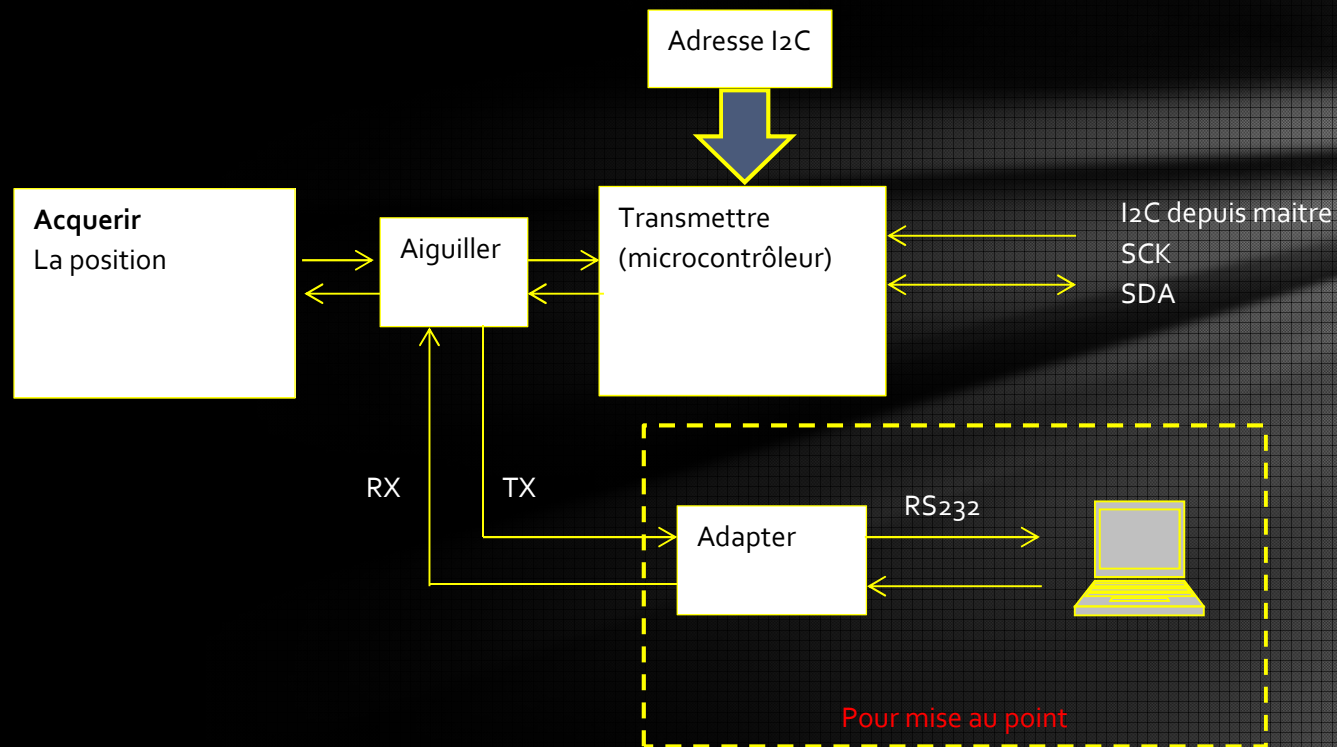 Adresse I2C
Acquerir
La position
Aiguiller
Transmettre
(microcontrôleur)
I2C depuis maitre
SCK
SDA
RX
TX
Adapter
RS232
Pour mise au point